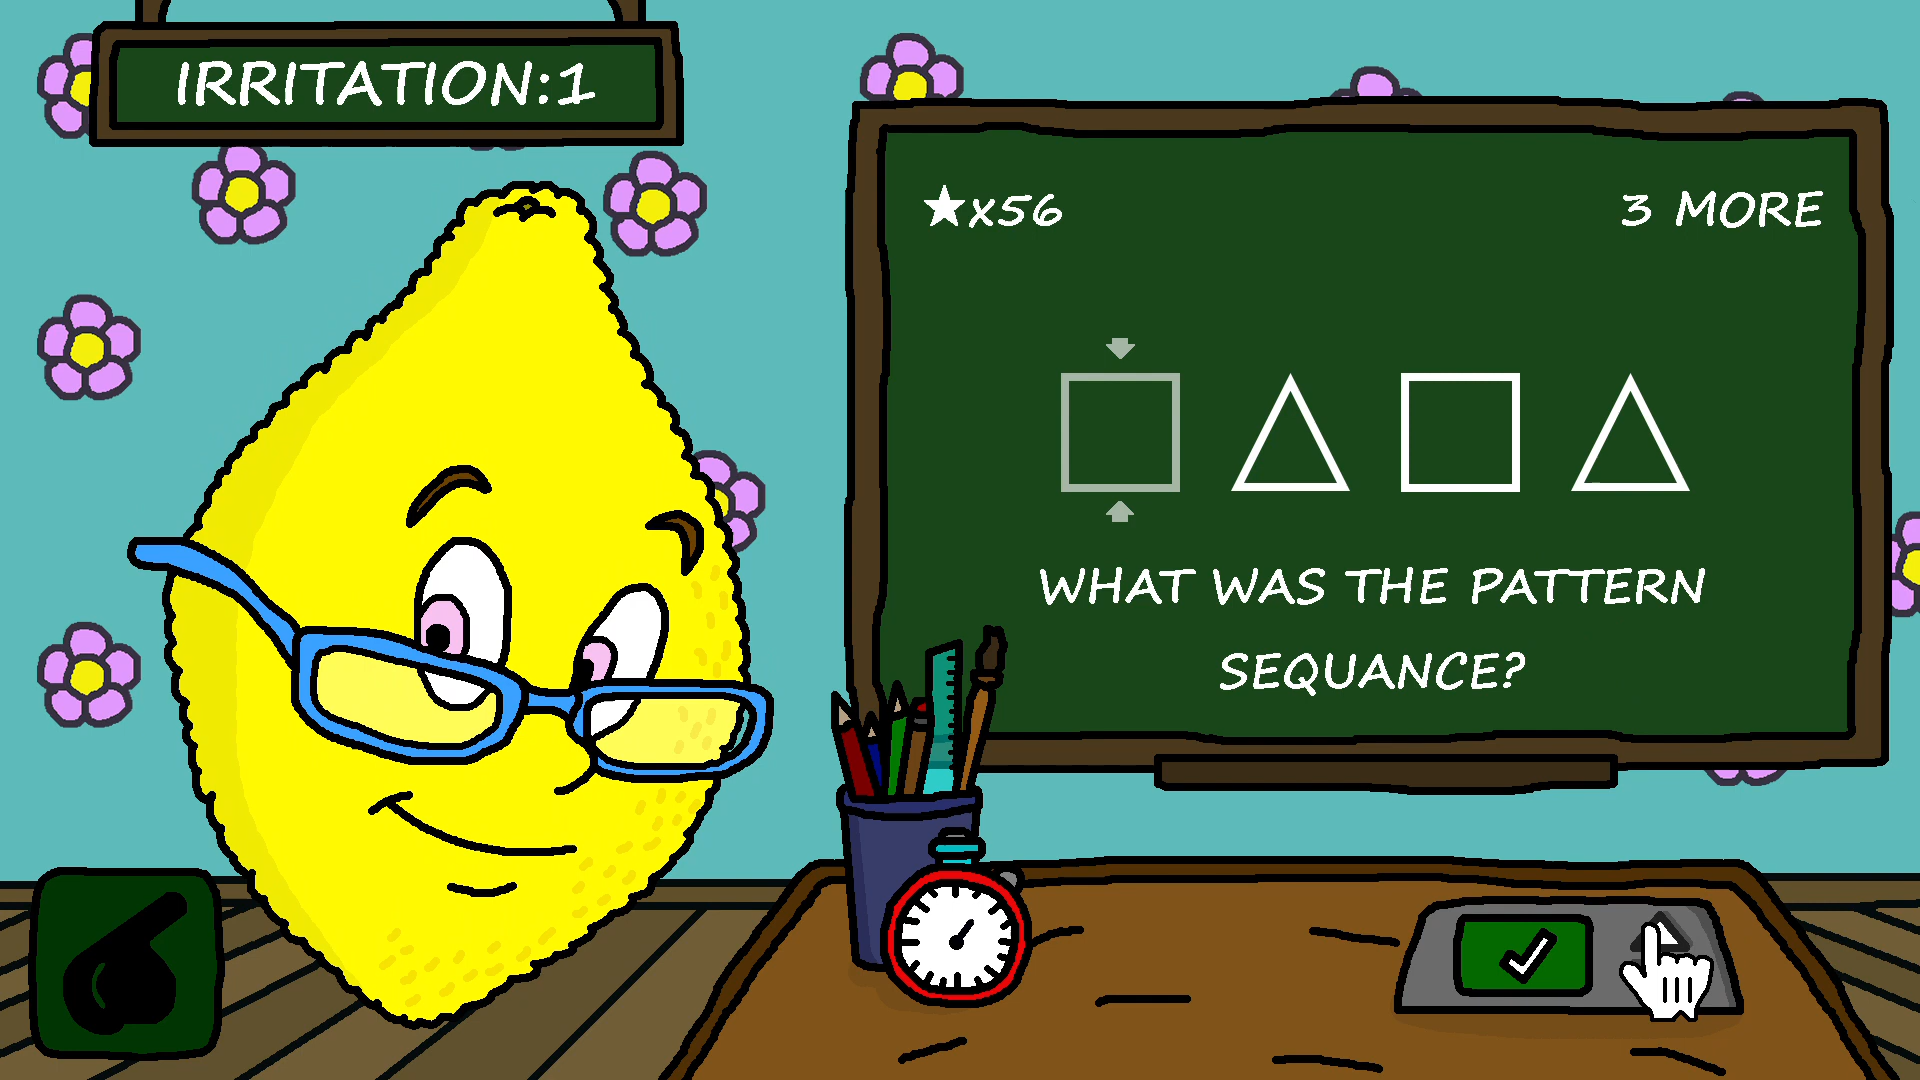 IRRITATION:1
★x56
3 MORE
WHAT WAS THE PATTERN
SEQUANCE?